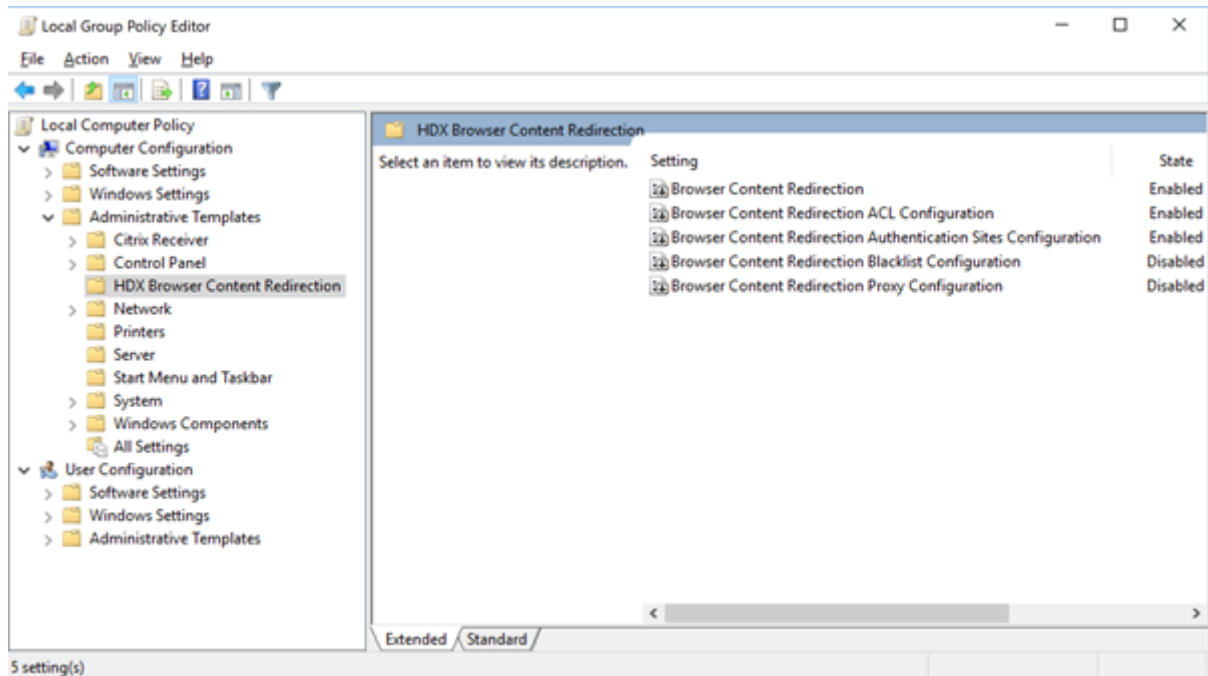 Local Group Policy Editor
File Action View Help
Local Computer Policy
Computer Configuration
Software Settings
Windows Settings
Administrative Templates
Citrix Receiver
Control Panel
HDX Browser Content Redirection
Network
Printers
Server
Start Menu and Taskbar
System
Windows Components
All Settings
User Configuration
Software Settings
Windows Settings
Administrative Templates
HDX Browser Content Redirection
Select an item to view its description.
Setting State
Browser Content Redirection Enabled
Browser Content Redirection ACL Configuration Enabled
Browser Content Redirection Authentication Sites Configuration Enabled
Browser Content Redirection Blacklist Configuration Disabled
Browser Content Redirection Proxy Configuration Disabled
Extended Standard
5 setting(s)